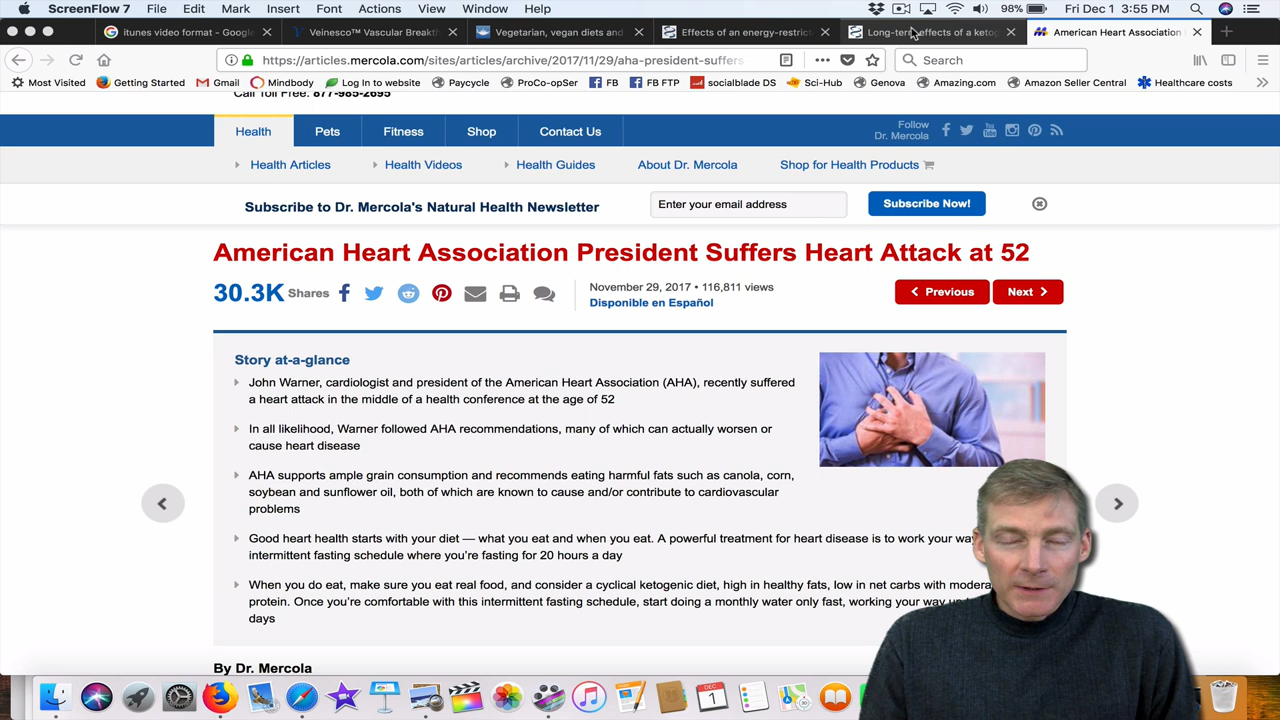 ScreenFlow 7 File Edit Mark Insert Font Actions View Window Help 98% Fri Dec 1 3:55 PM
itunes video format - Google Veinesco™ Vascular Breakth Vegetarian, vegan diets and Effects of an energy-restrict Long-term effects of a keto American Heart Association
https://articles.mercola.com/sites/articles/archive/2017/11/29/aha-president-suffers Search
Most Visited Getting Started Gmail Mindbody Log In to website Paycycle ProCo-opSer FB FB FTP socialblade DS Sci-Hub Genova Amazing.com Amazon Seller Central Healthcare costs
Call Toll Free: 877-985-2695
Health Pets Fitness Shop Contact Us
Follow
Dr. Mercola
Health Articles Health Videos Health Guides About Dr. Mercola Shop for Health Products
Subscribe to Dr. Mercola's Natural Health Newsletter Enter your email address Subscribe Now!
American Heart Association President Suffers Heart Attack at 52
30.3K Shares
November 29, 2017 • 116,811 views
Disponible en Español
Previous Next
Story at-a-glance
John Warner, cardiologist and president of the American Heart Association (AHA), recently suffered
a heart attack in the middle of a health conference at the age of 52
In all likelihood, Warner followed AHA recommendations, many of which can actually worsen or
cause heart disease
AHA supports ample grain consumption and recommends eating harmful fats such as canola, corn,
soybean and sunflower oil, both of which are known to cause and/or contribute to cardiovascular
problems
Good heart health starts with your diet — what you eat and when you eat. A powerful treatment for heart disease is to work your way
intermittent fasting schedule where you're fasting for 20 hours a day
When you do eat, make sure you eat real food, and consider a cyclical ketogenic diet, high in healthy fats, low in net carbs with modera
protein. Once you're comfortable with this intermittent fasting schedule, start doing a monthly water only fast, working your way
days
By Dr. Mercola
DEC
1